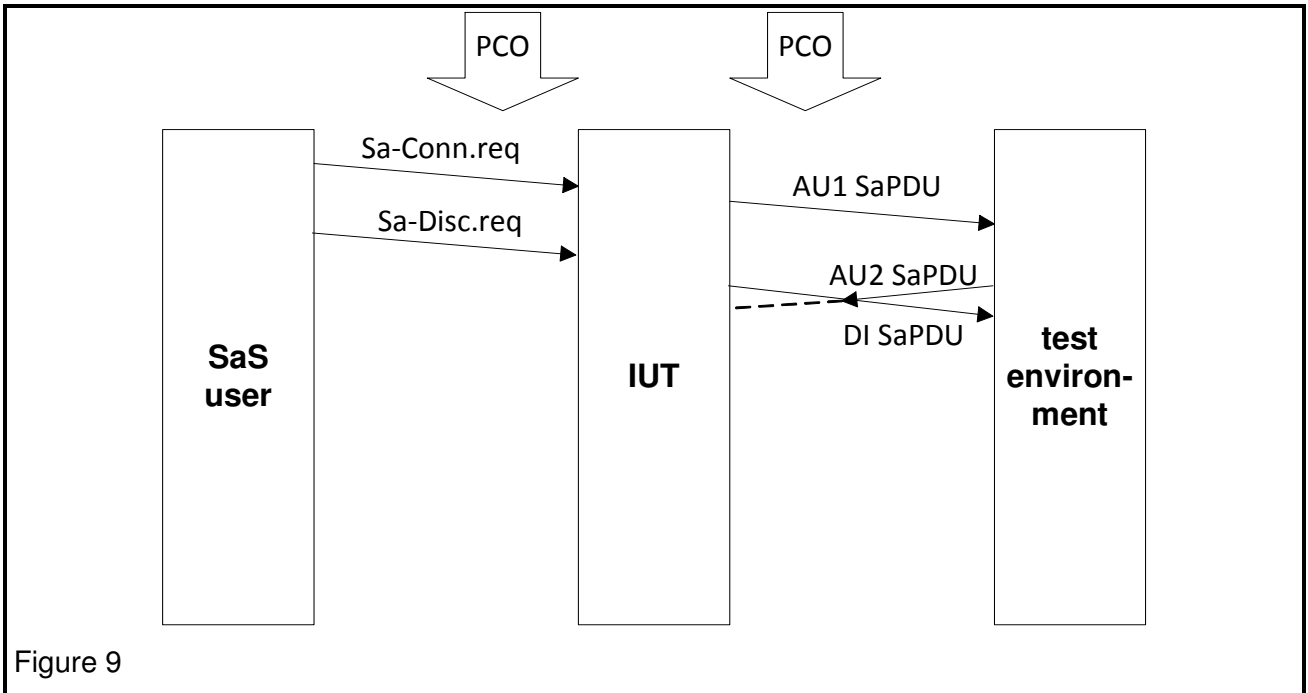 PCO
PCO
Sa-Conn.req
AU1 SaPDU
Sa-Disc.req
AU2 SaPDU
DI SaPDU
SaS
user
IUT
test
environ-
ment
Figure 9